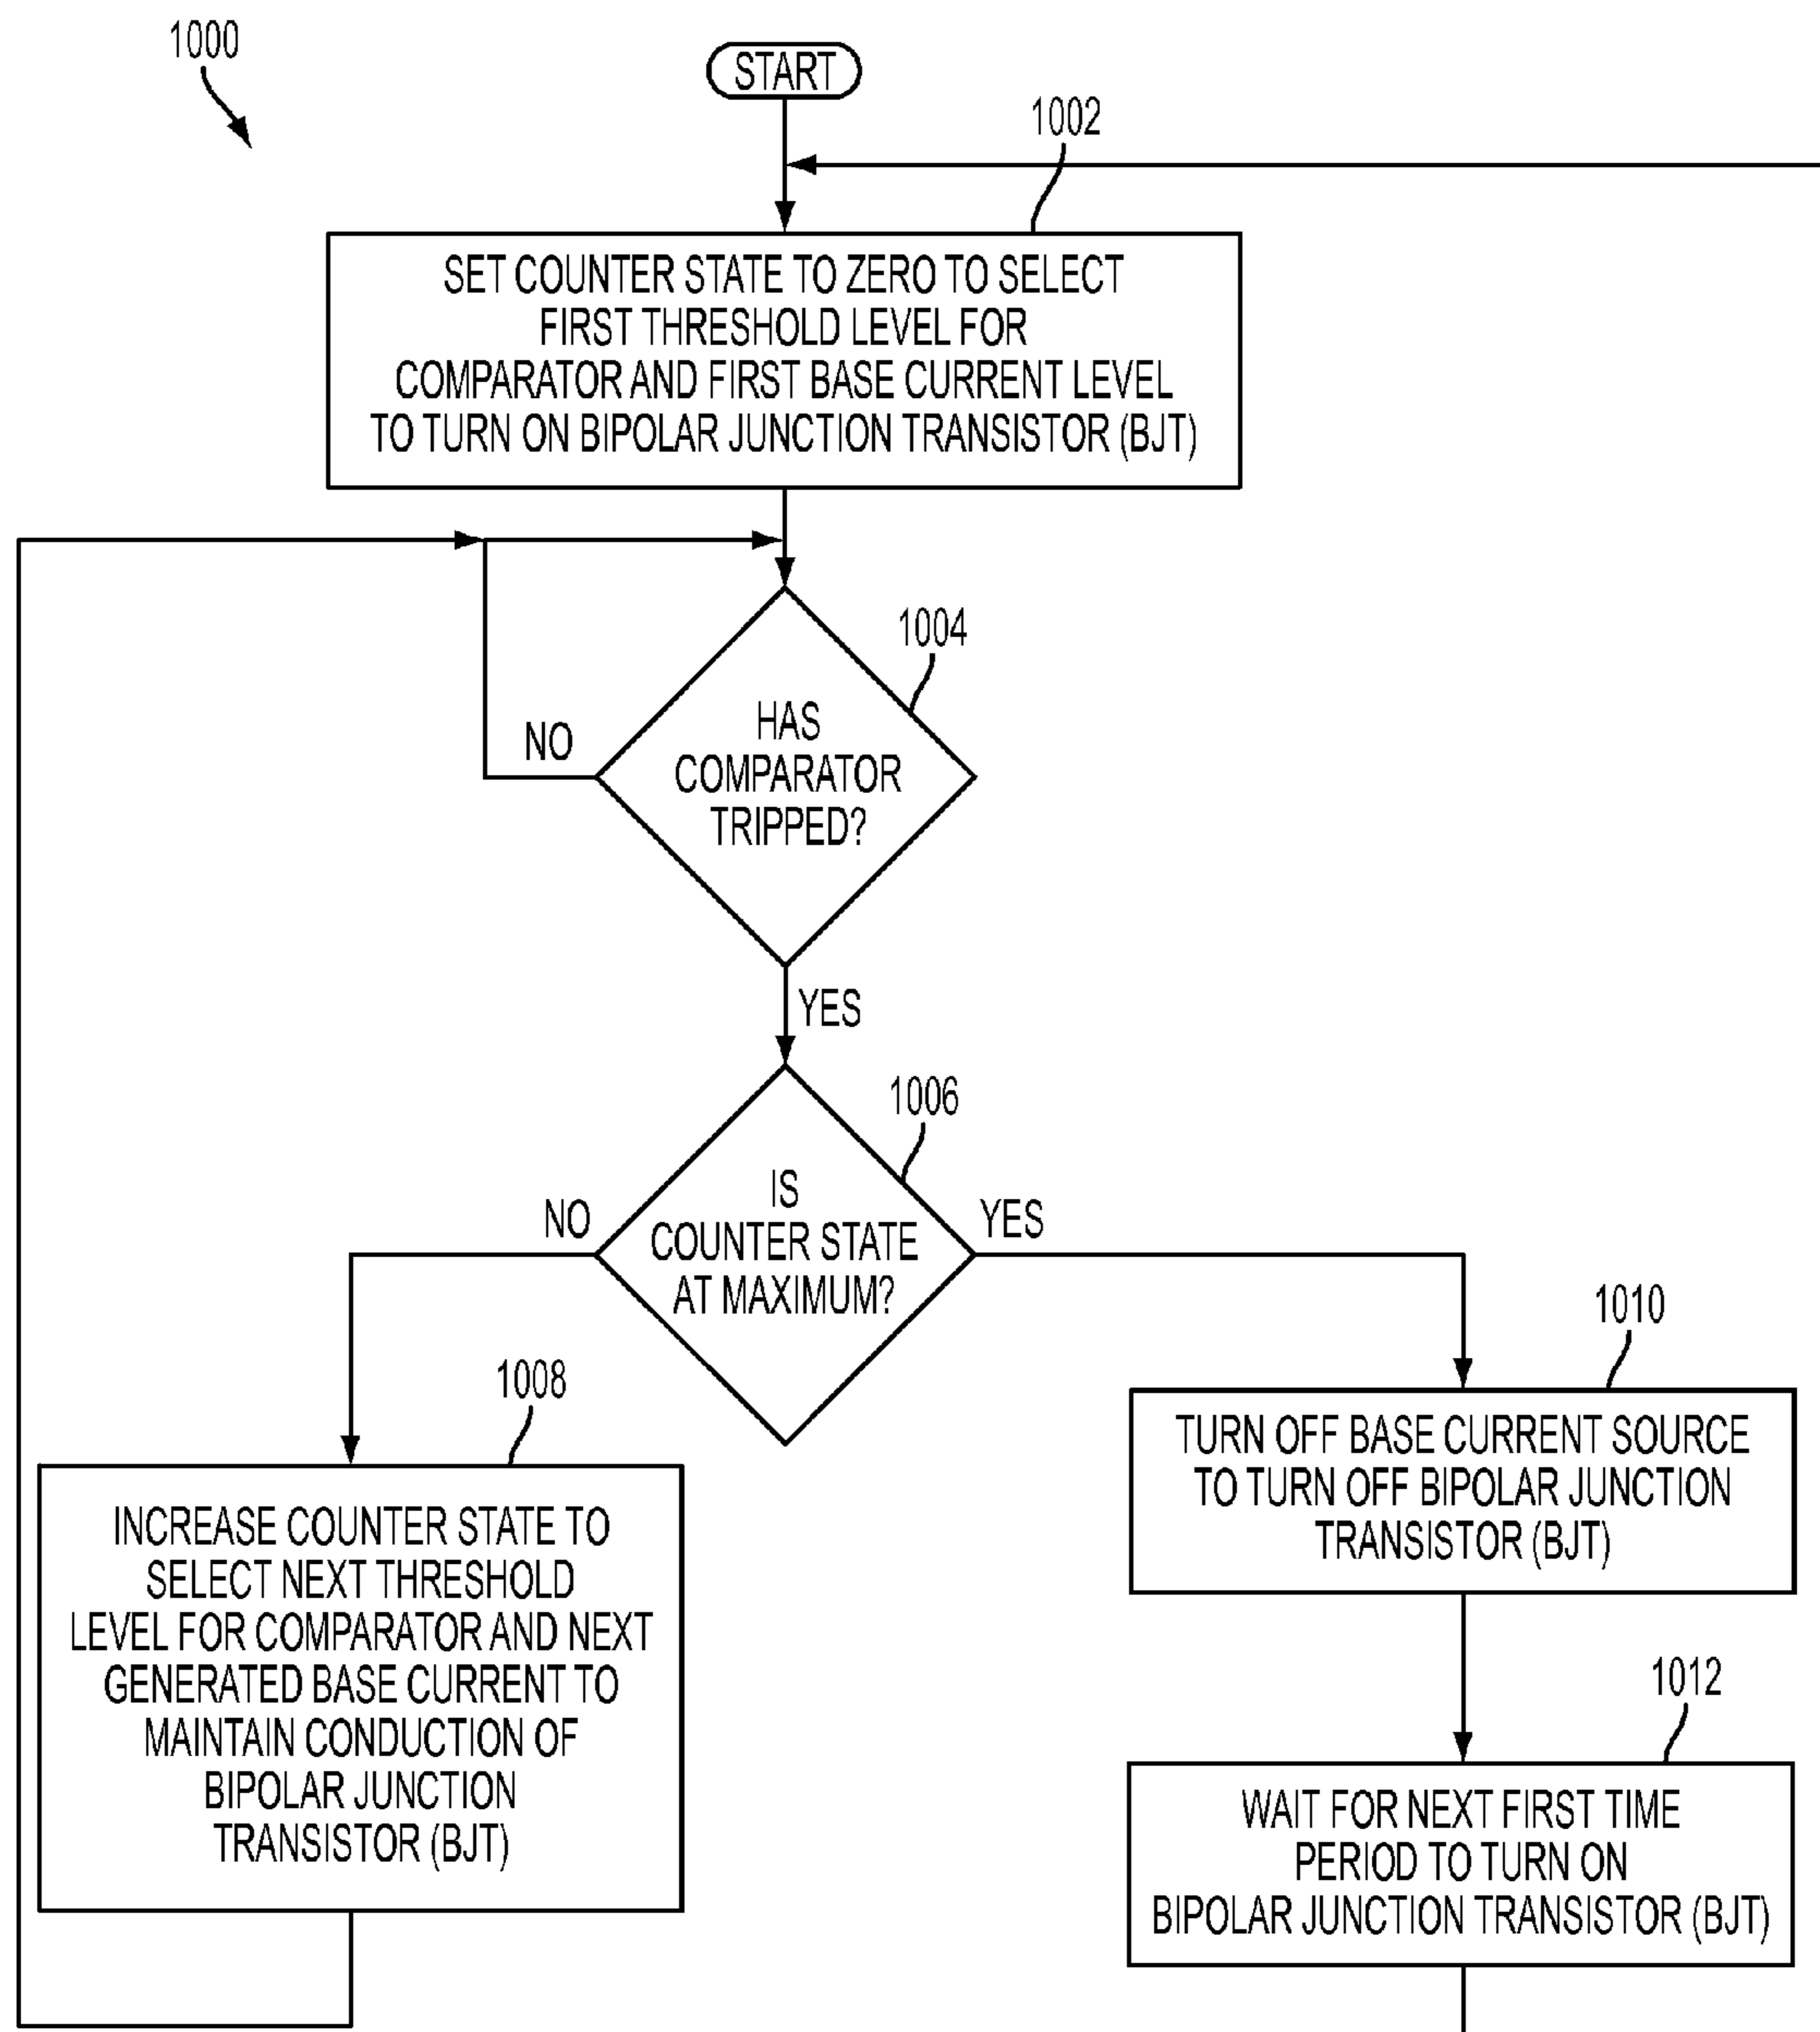 1000
START
1002
SET COUNTER STATE TO ZERO TO SELECT
FIRST THRESHOLD LEVEL FOR
COMPARATOR AND FIRST BASE CURRENT LEVEL
TO TURN ON BIPOLAR JUNCTION TRANSISTOR (BJT)
1004
HAS
COMPARATOR
TRIPPED?
NO
YES
1006
IS
COUNTER STATE
AT MAXIMUM?
NO
YES
1008
INCREASE COUNTER STATE TO
SELECT NEXT THRESHOLD
LEVEL FOR COMPARATOR AND NEXT
GENERATED BASE CURRENT TO
MAINTAIN CONDUCTION OF
BIPOLAR JUNCTION
TRANSISTOR (BJT)
1010
TURN OFF BASE CURRENT SOURCE
TO TURN OFF BIPOLAR JUNCTION
TRANSISTOR (BJT)
1012
WAIT FOR NEXT FIRST TIME
PERIOD TO TURN ON
BIPOLAR JUNCTION TRANSISTOR (BJT)